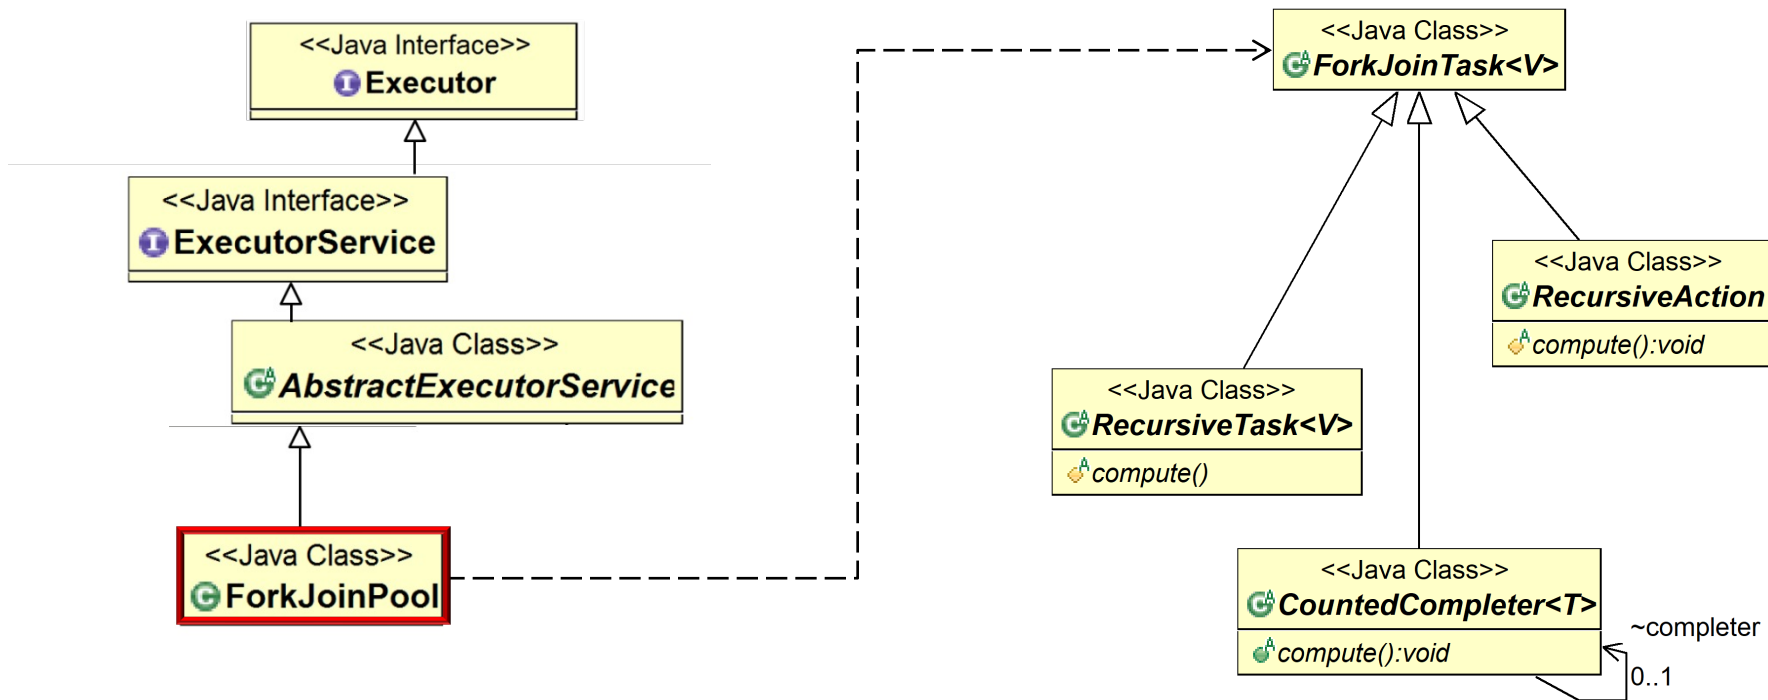 <<Java Interface>>
Executor
<<Java Interface>>
ExecutorService
<<Java Class>>
AbstractExecutorService
<<Java Class>>
ForkJoinPool
<<Java Class>>
ForkJoinTask<V>
<<Java Class>>
RecursiveAction
compute():void
<<Java Class>>
RecursiveTask<V>
compute()
<<Java Class>>
CountedCompleter<T>
compute():void
~completer
0..1